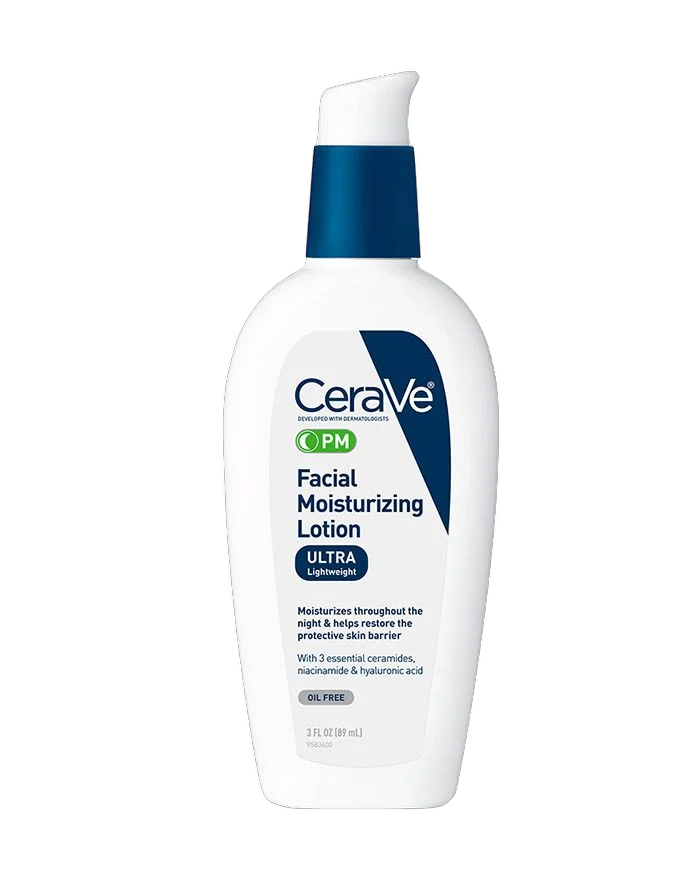 CeraVe®
DEVELOPED WITH DERMATOLOGISTS
PM
Facial
Moisturizing
Lotion
ULTRA
Lightweight
Moisturizes throughout the
night & helps restore the
protective skin barrier
With 3 essential ceramides,
niacinamide & hyaluronic acid
OIL FREE
3 FL OZ (89 mL)
9583600